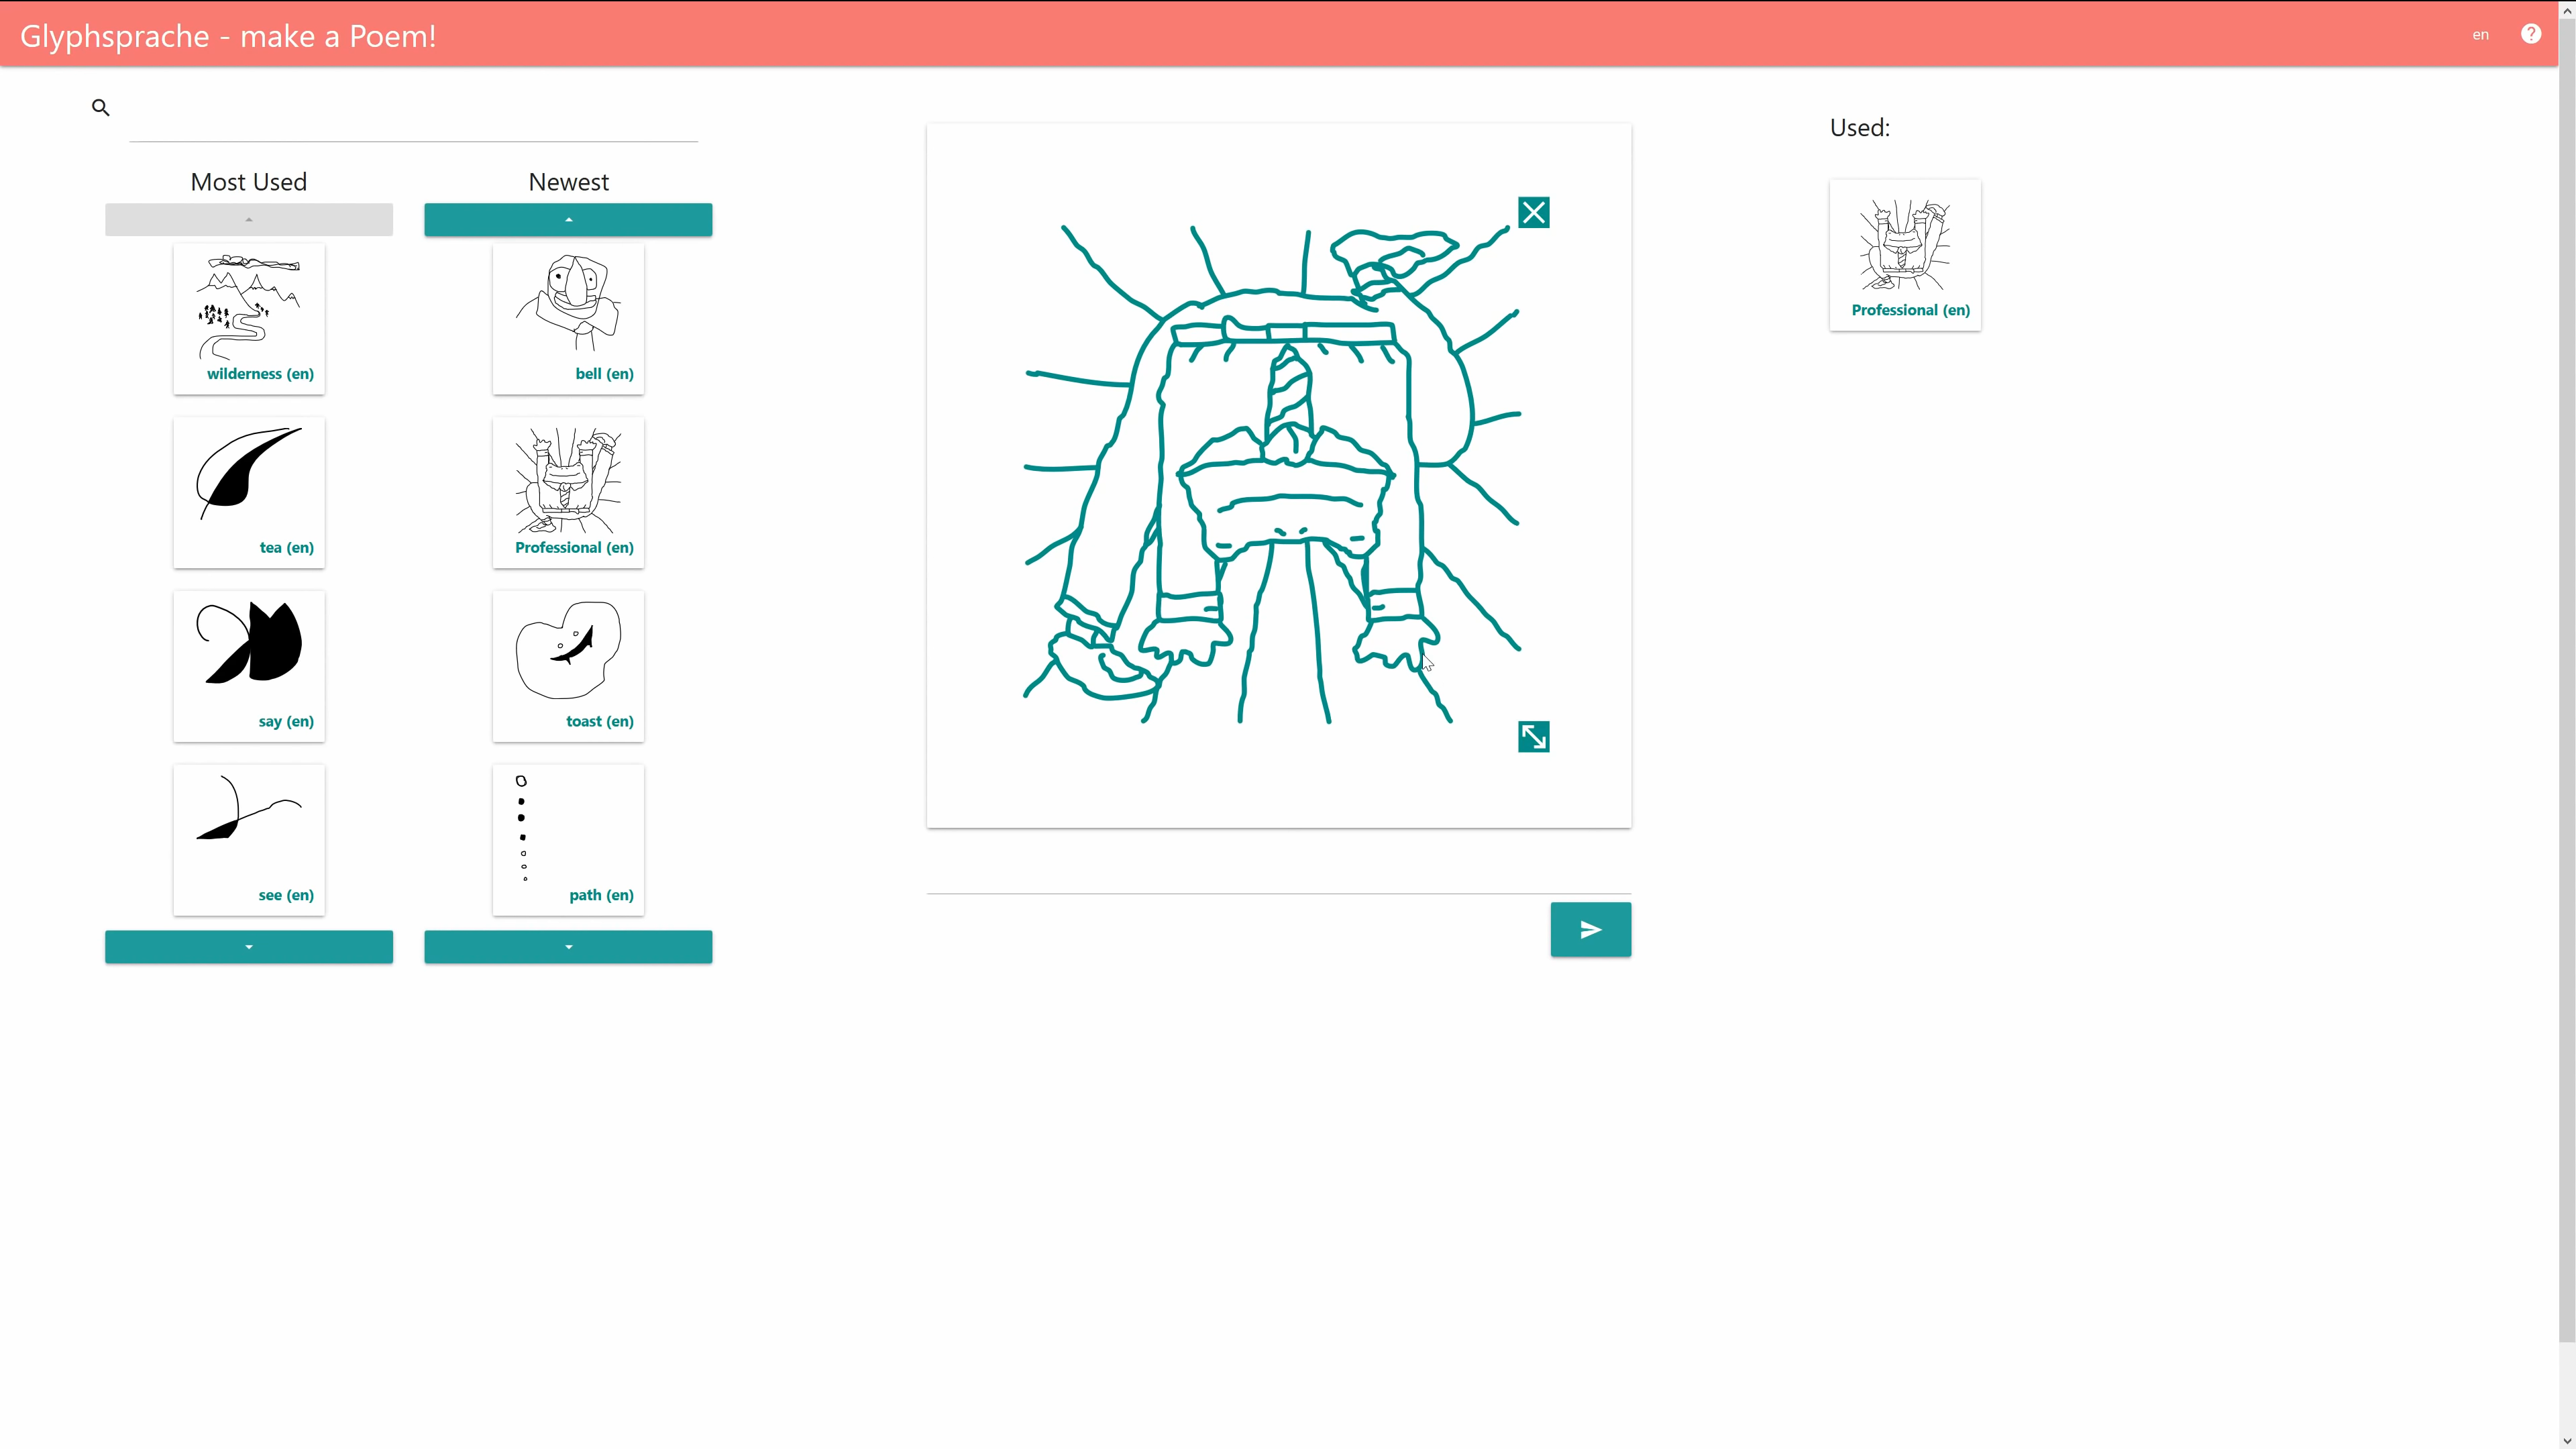 Glyphsprache - make a Poem!
en
Most Used
Newest
Used:
wilderness (en)
bell (en)
Professional (en)
tea (en)
Professional (en)
say (en)
toast (en)
see (en)
path (en)